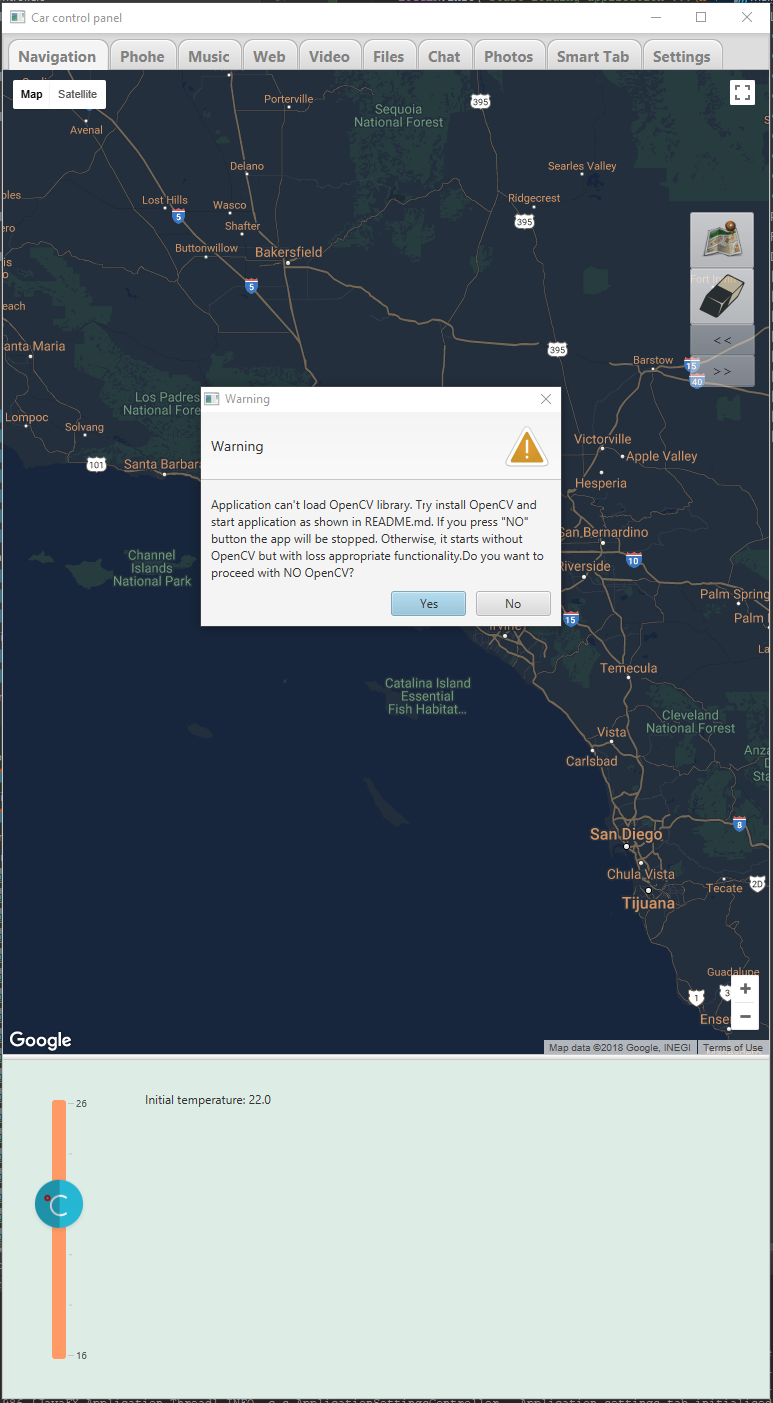 Car control panel
Navigation Phohe Music Web Video Files Chat Photos Smart Tab Settings
Map Satellite
Porterville
395
Sequoia
National Forest
Avenal
Delano
Searles Valley
Lost Hills
Wasco
Ridgecrest
5
395
Shafter
Buttonwillow
Bakersfield
5
<<
anta Maria
395
Barstow
15
>>
40
Los Padres
National Fore
Lompoc
Solvang
Victorville
Apple Valley
101
Santa Barbara
Hesperia
Warning
Warning
Application can't load OpenCV library. Try install OpenCV and
start application as shown in README.md. If you press "NO"
button the app will be stopped. Otherwise, it starts without
OpenCV but with loss appropriate functionality.Do you want to
proceed with NO OpenCV?
Yes No
San Bernardino
Channel
Islands
National Park
10
Riverside
Palm Spring
15
Palm
Irvine
Temecula
Catalina Island
Essential
Fish Habitat...
Cleveland
National Forest
Vista
Carlsbad
Anza
8
San Diego
Chula Vista
2D
Tecate
Tijuana
Guadalupe
1
3
+
Ense
−
Google
Map data ©2018 Google, INEGI Terms of Use
26
Initial temperature: 22.0
°C
16